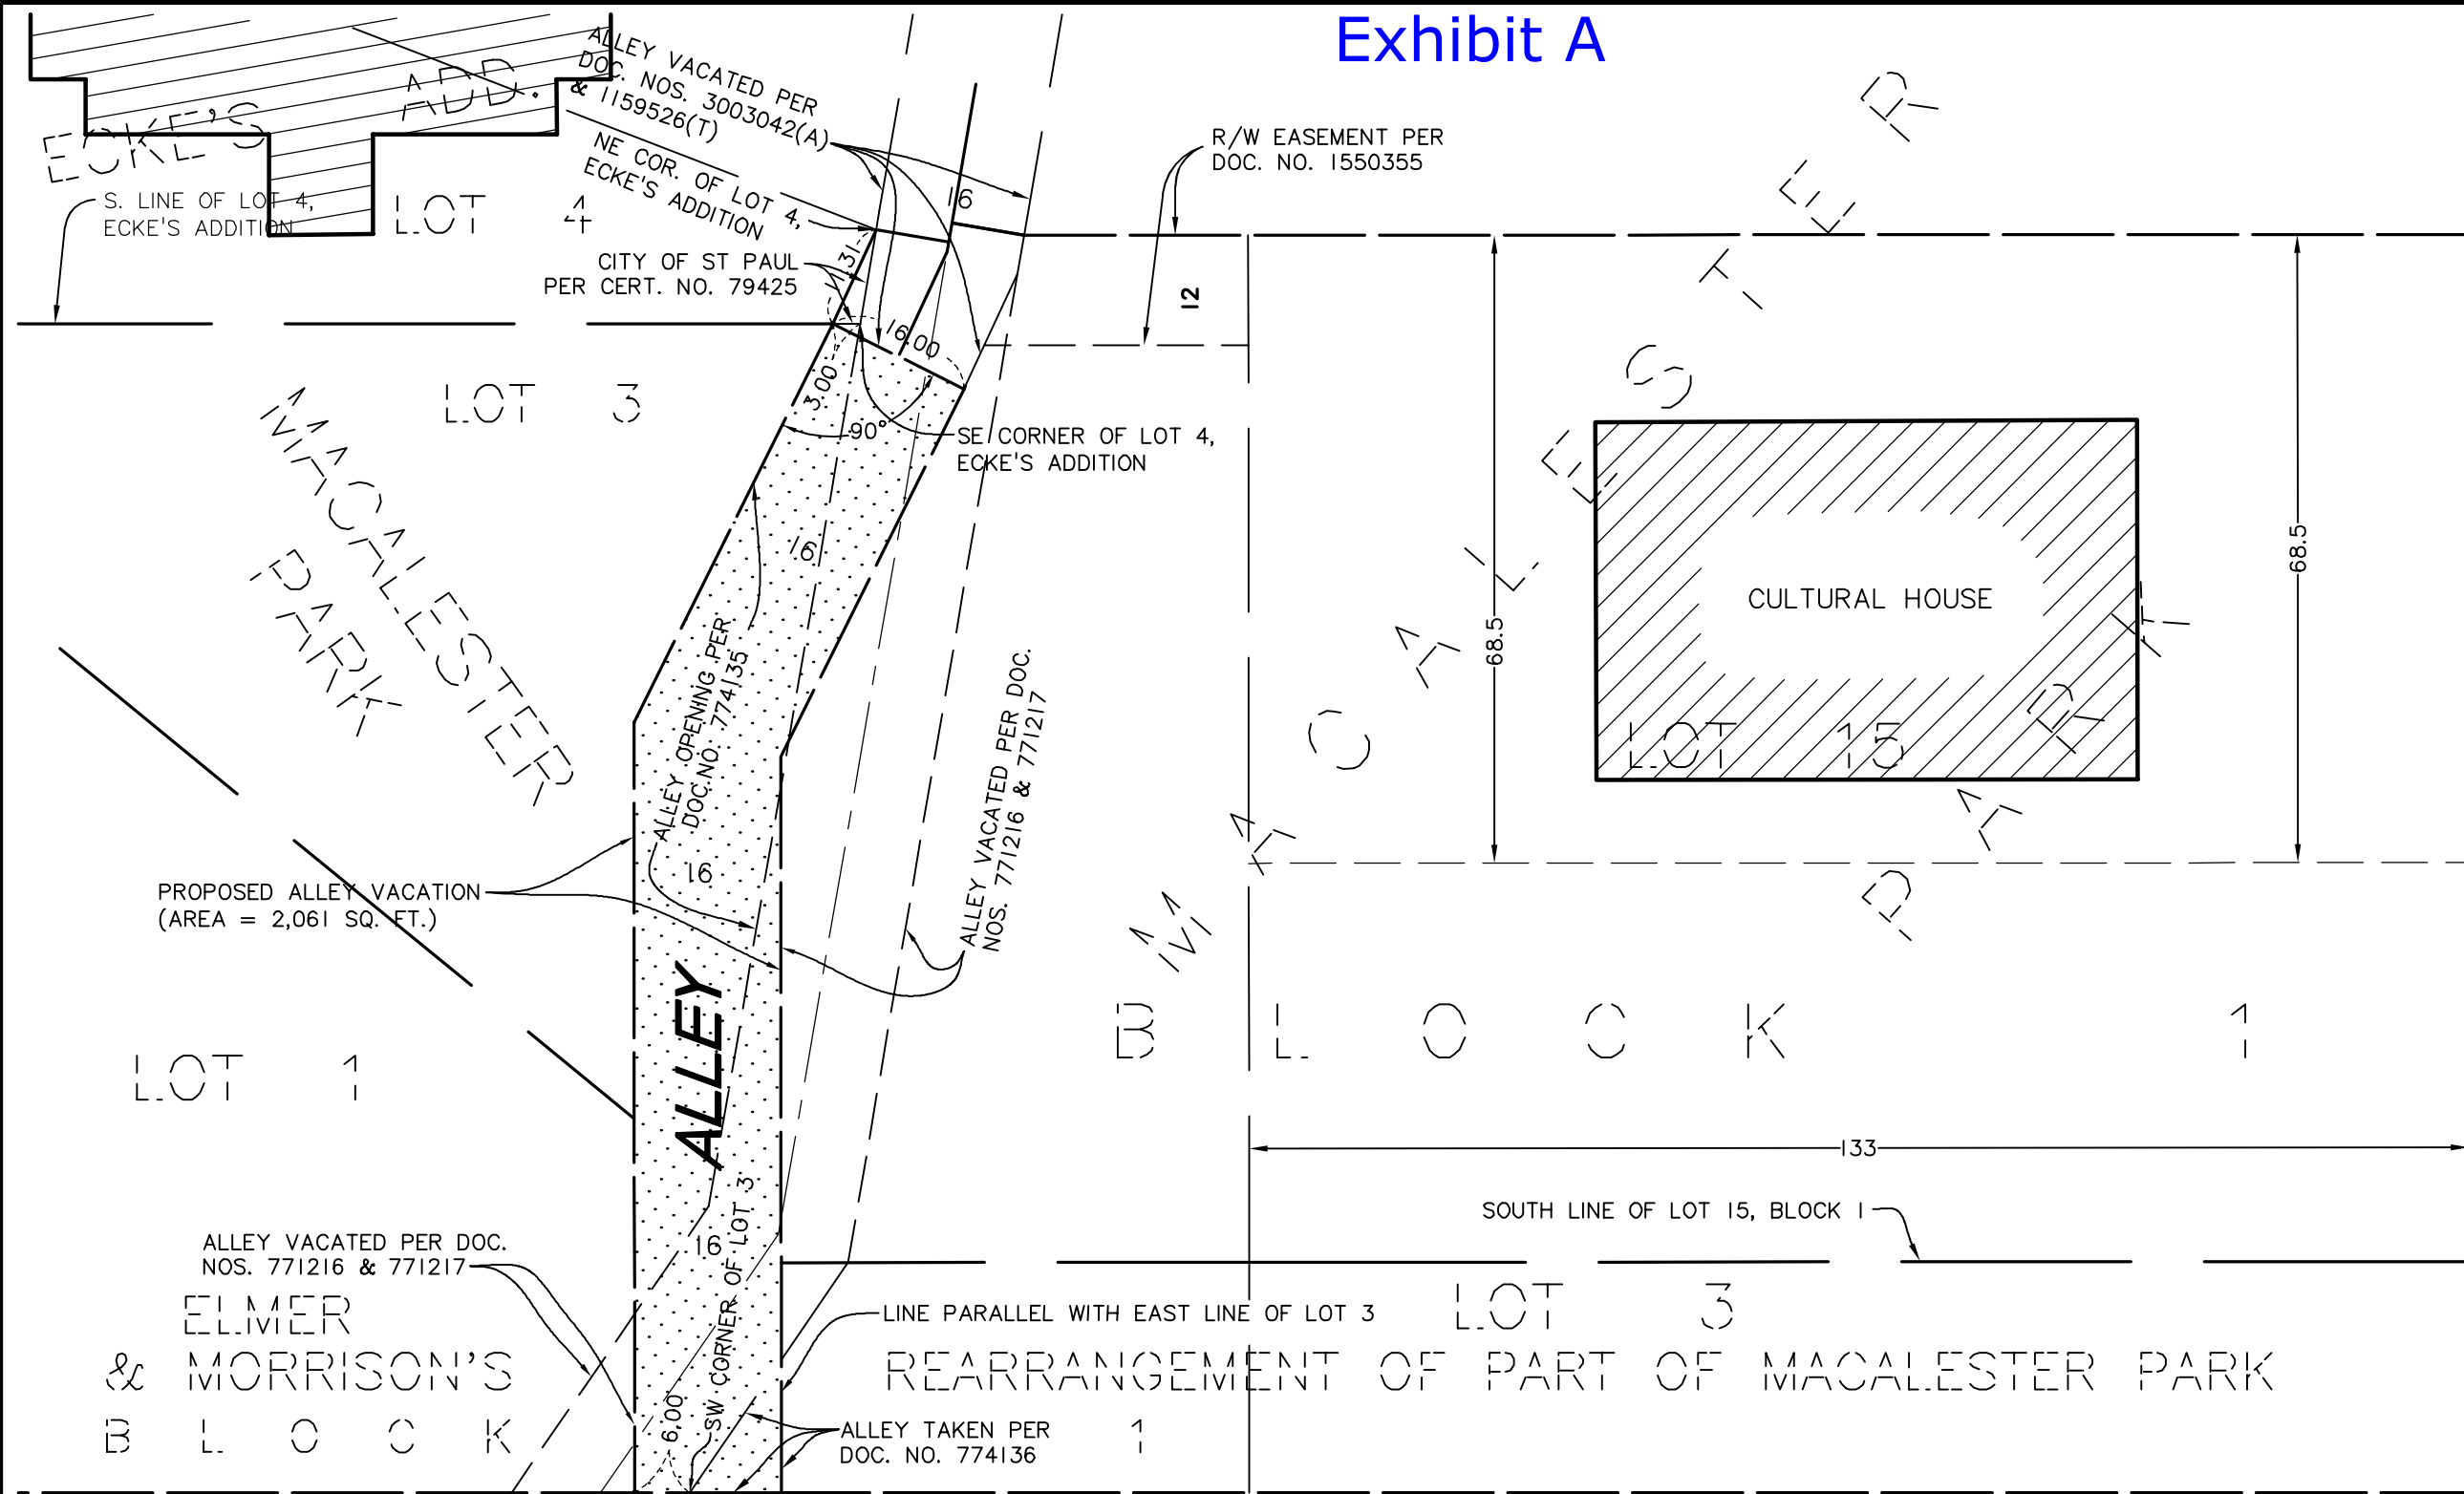 Exhibit A
ALLEY VACATED PER
DOC. NOS. 3003042(A)
& 1159526(T)
ECKE'S ADD.
NE COR. OF LOT 4,
ECKE'S ADDITION
R/W EASEMENT PER
DOC. NO. 1550355
S. LINE OF LOT 4,
ECKE'S ADDITION
LOT 4
16
CITY OF ST PAUL
PER CERT. NO. 79425
12
16.00
3.00
90°
LOT 3
SE CORNER OF LOT 4,
ECKE'S ADDITION
MACALESTER
PARK
MACALESTER
PARK
16
68.5
68.5
CULTURAL HOUSE
LOT 15
ALLEY OPENING PER
DOC. NO. 774135
ALLEY VACATED PER DOC.
NOS. 771216 & 771217
16
PROPOSED ALLEY VACATION
(AREA = 2,061 SQ. FT.)
ALLEY
BLOCK 1
LOT 1
133
SOUTH LINE OF LOT 15, BLOCK 1
16
ALLEY VACATED PER DOC.
NOS. 771216 & 771217
SW CORNER OF LOT 3
LINE PARALLEL WITH EAST LINE OF LOT 3
LOT 3
ELMER
& MORRISON'S
REARRANGEMENT OF PART OF MACALESTER PARK
6.00
ALLEY TAKEN PER
DOC. NO. 774136
BLOCK 1